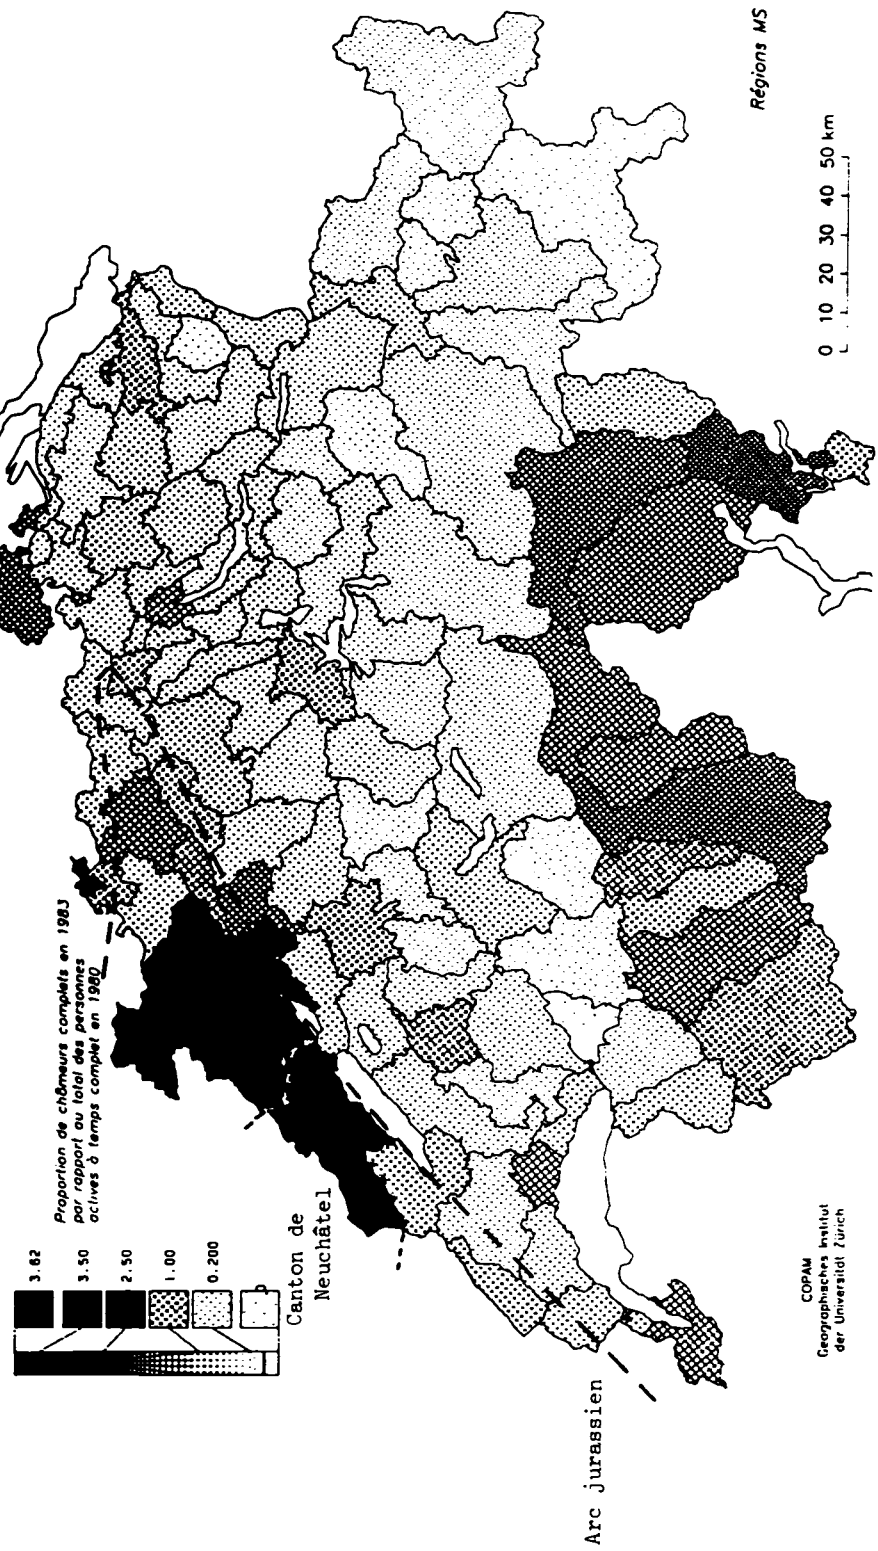 Proportion de chômeurs complets en 1983
par rapport au total des personnes
actives à temps complet en 1980
3.62
3.50
2.50
1.00
0.200
0
Canton de
Neuchâtel
Arc jurassien
COPAM
Geographisches Institut
der Universität Zürich
0 10 20 30 40 50 km
Régions MS